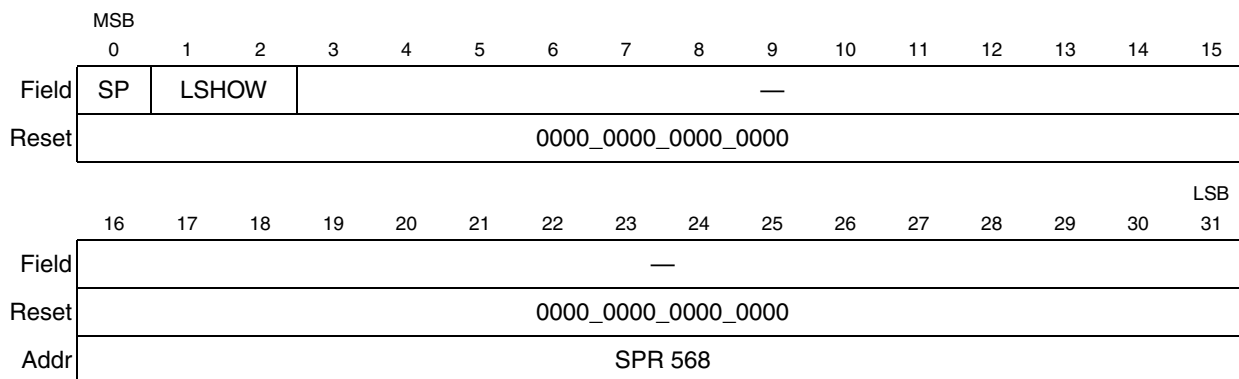 MSB
0 1 2 3 4 5 6 7 8 9 10 11 12 13 14 15
Field SP LSHOW —
Reset 0000_0000_0000_0000
LSB
16 17 18 19 20 21 22 23 24 25 26 27 28 29 30 31
Field —
Reset 0000_0000_0000_0000
Addr SPR 568